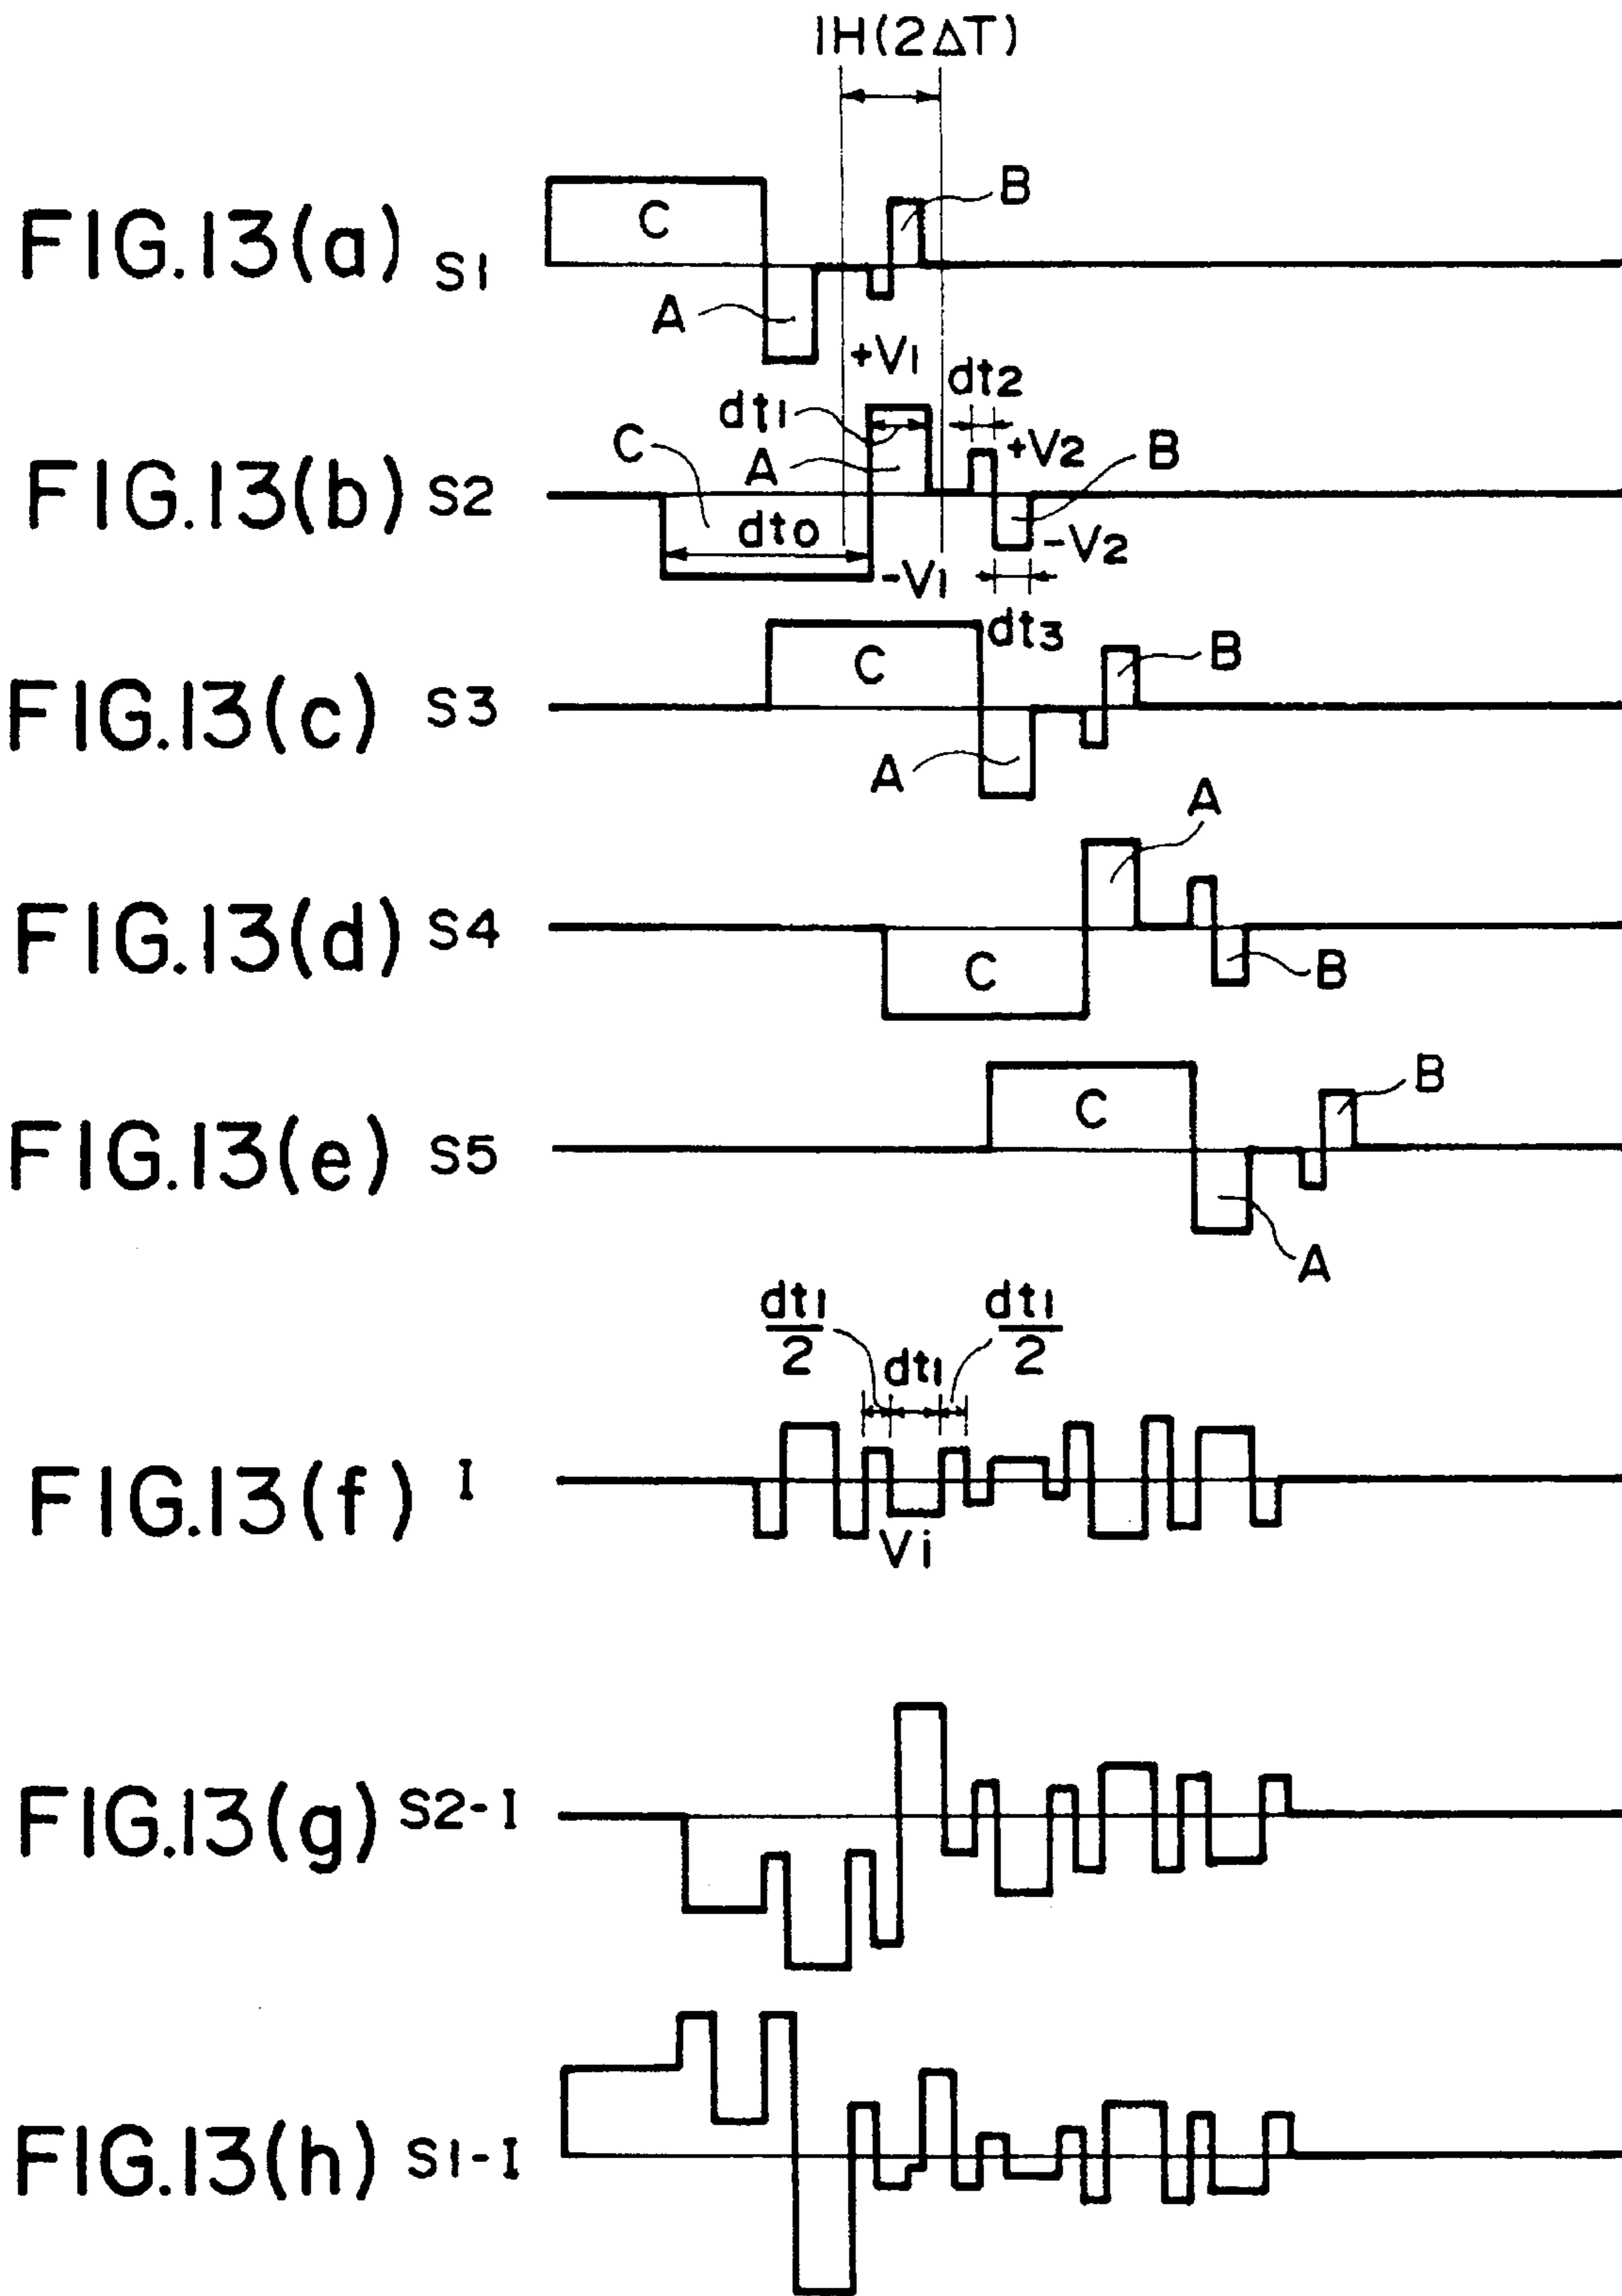 1H(2ΔT)
FIG.13(a) S1
C
B
A
+V1
FIG.13(b) S2
C
dt1
A
dt2
+V2
B
dt0
-V1
-V2
dt3
FIG.13(c) S3
C
B
A
FIG.13(d) S4
A
C
B
FIG.13(e) S5
C
B
A
dt1/2
dt1
dt1/2
FIG.13(f) I
Vi
FIG.13(g) S2-I
FIG.13(h) S1-I